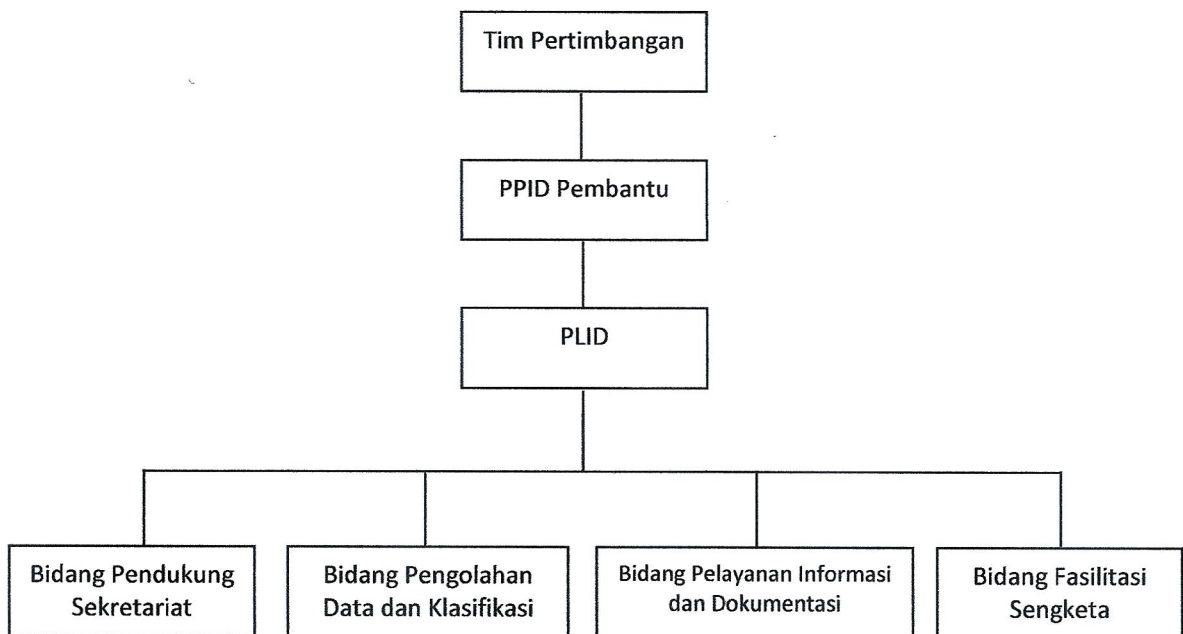 Tim Pertimbangan
PPID Pembantu
PLID
Bidang Pendukung
Sekretariat
Bidang Pengolahan
Data dan Klasifikasi
Bidang Pelayanan Informasi
dan Dokumentasi
Bidang Fasilitasi
Sengketa